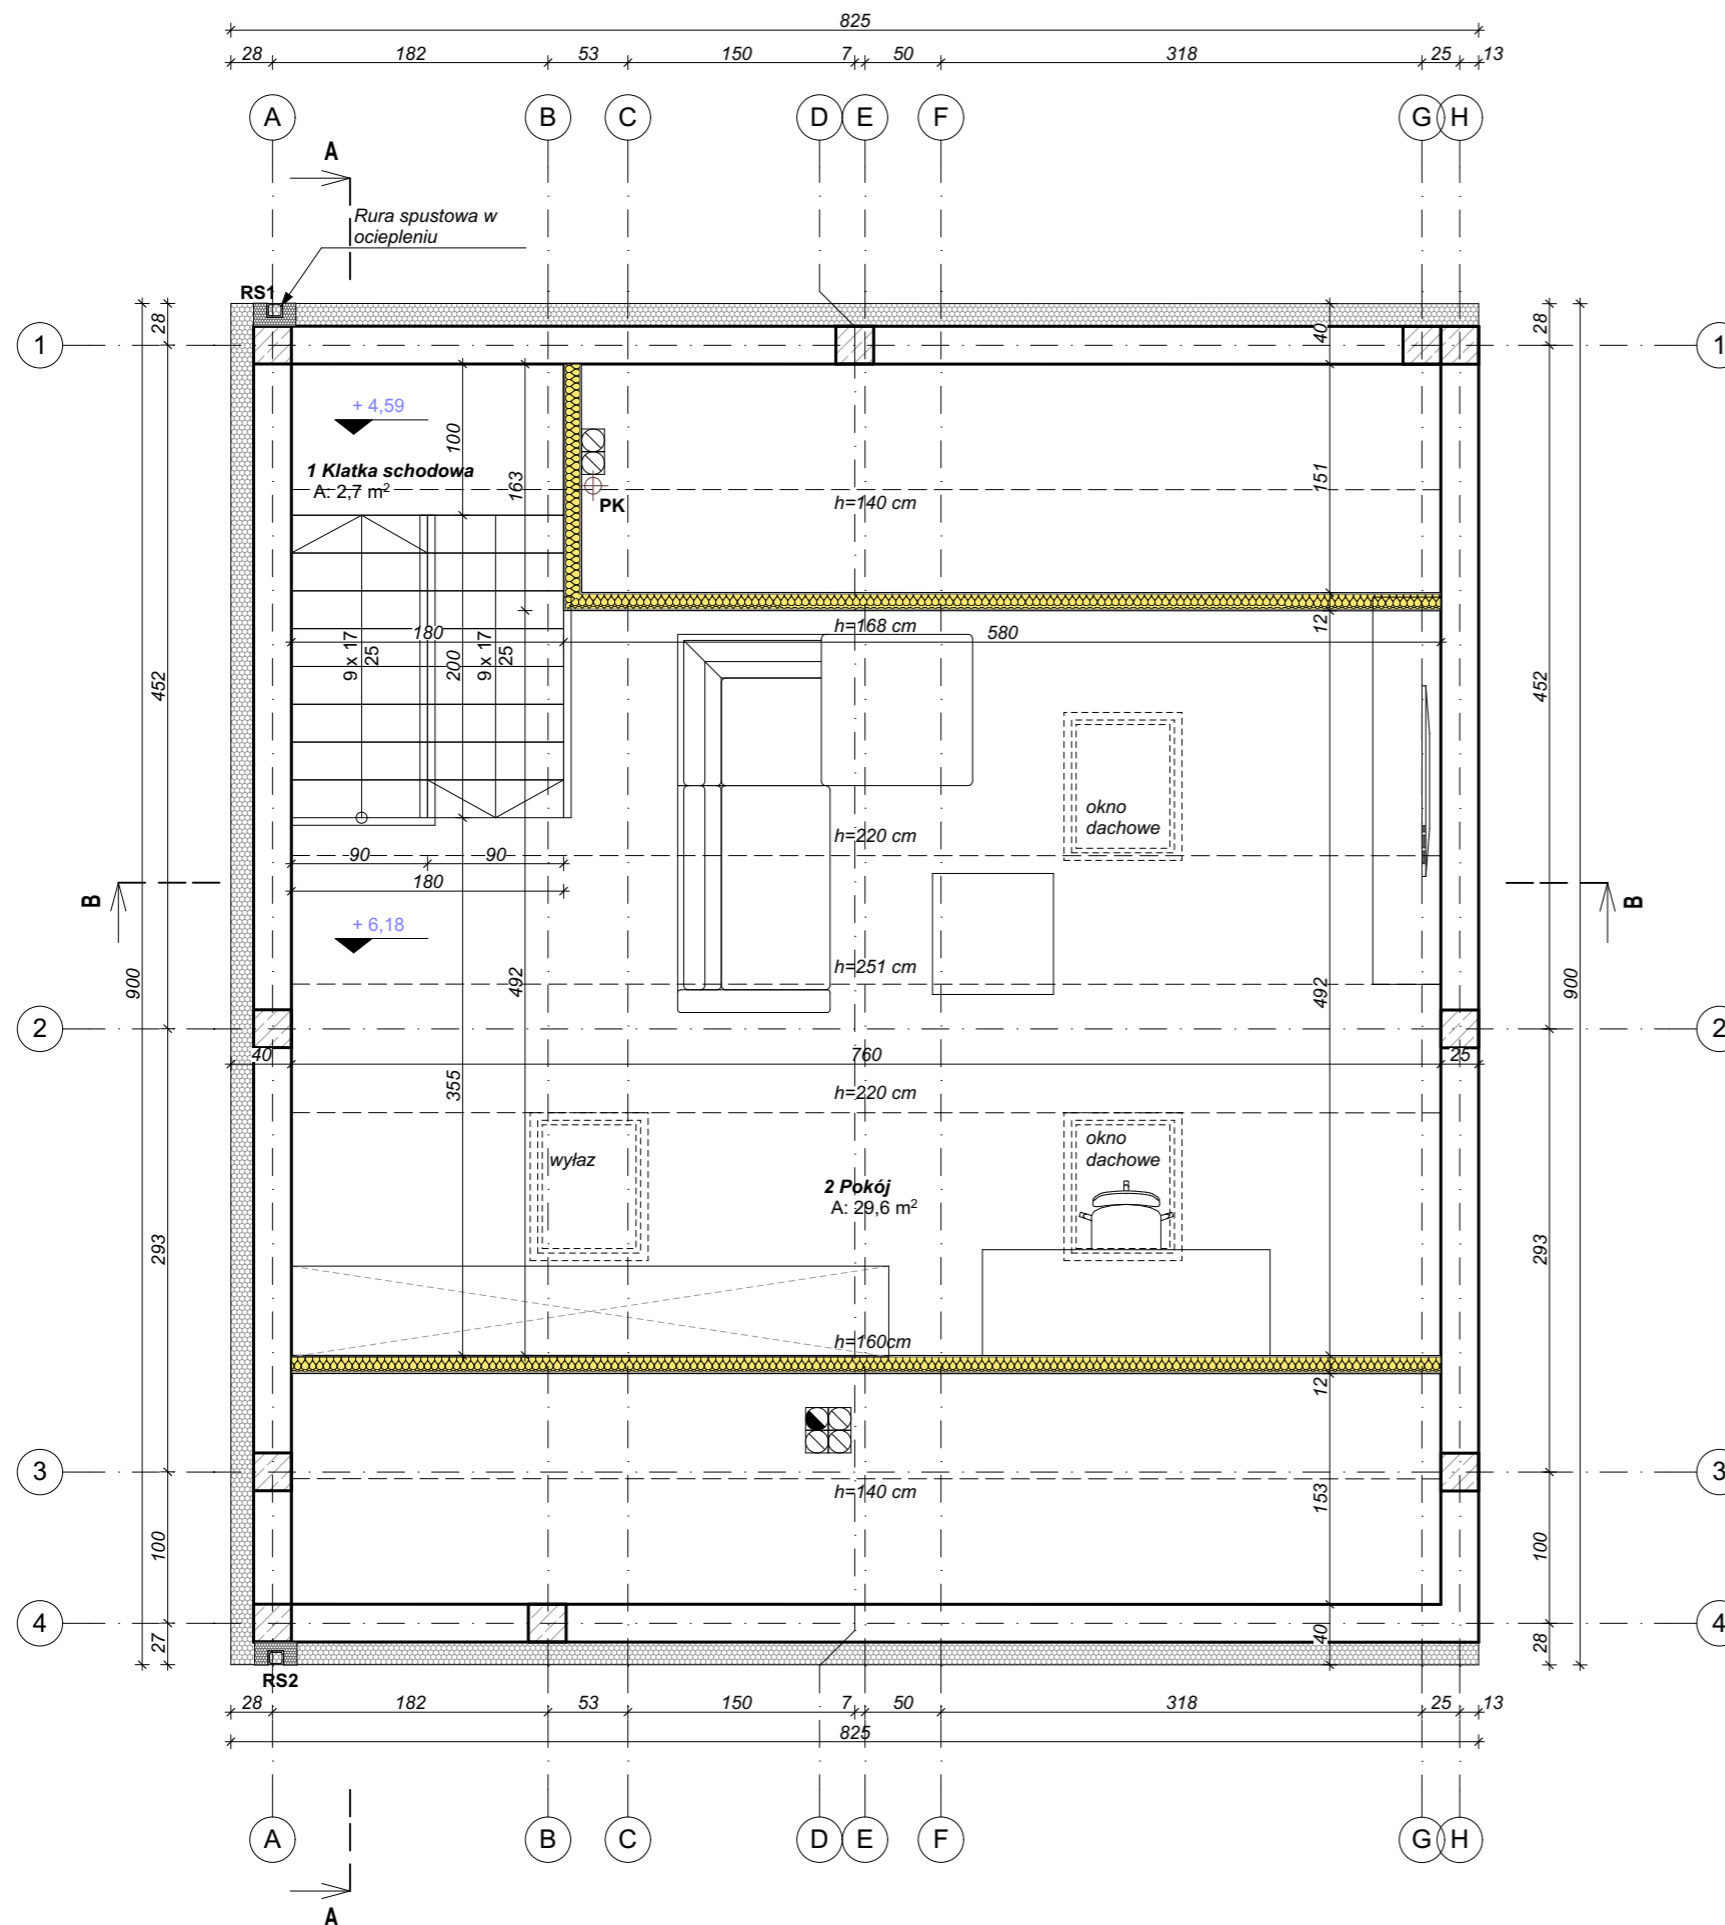 825
28 182 53 150 7 50 318 25 13
A B C D E F G H
A
Rura spustowa w
ociepleniu
RS1
28 40 28
1 1
+ 4,59
100
1 Klatka schodowa
A: 2,7 m²
163
151
h=140 cm
PK
h=168 cm
12
180 580
9 x 17
25
200
9 x 17
25
452 452
okno
dachowe
h=220 cm
90 90
180
B B
+ 6,18
h=251 cm
900 492 492 900
2 2
40 760 25
355
h=220 cm
okno
dachowe
wyłaz
2 Pokój
A: 29,6 m²
293 293
h=160cm
12
3 3
h=140 cm
153
100 100
4 4
27 40 28
RS2
28 182 53 150 7 50 318 25 13
825
A B C D E F G H
A